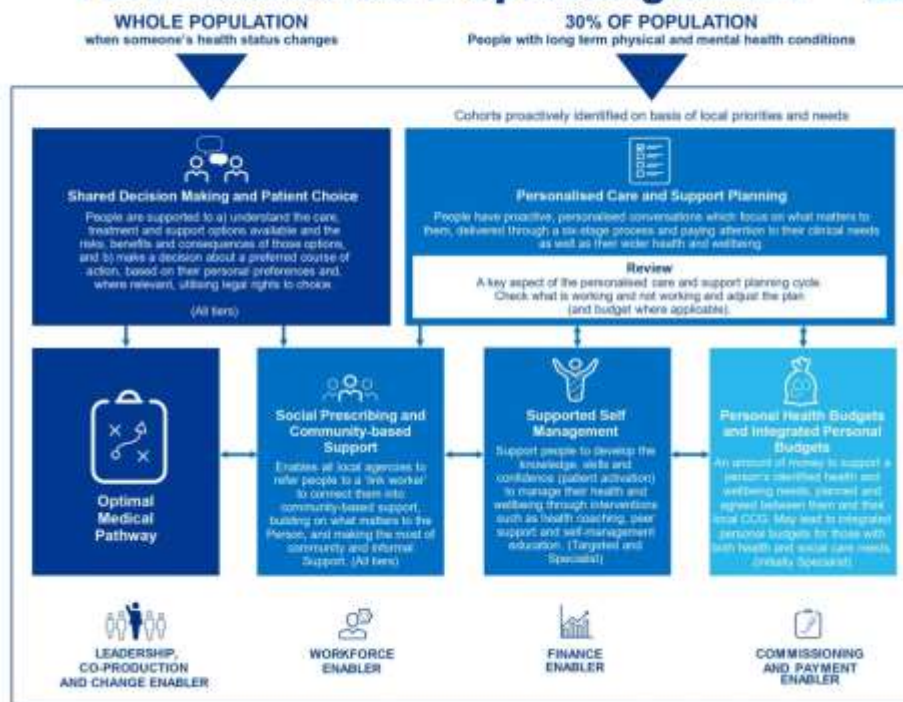 WHOLE POPULATION
when someone's health status changes
30% OF POPULATION
People with long term physical and mental health conditions
Cohorts proactively identified on basis of local priorities and needs
Shared Decision Making and Patient Choice
People are supported to a) understand the care,
treatment and support options available and the
risks, benefits and consequences of those options,
and b) make a decision about a preferred course of
action, based on their personal preferences and,
where relevant, utilising legal rights to choice
(All tiers)
Personalised Care and Support Planning
People have proactive, personalised conversations which focus on what matters to
them, delivered through a six-stage process and paying attention to their clinical needs
as well as their wider health and wellbeing
Review
A key aspect of the personalised care and support planning cycle.
Check what is working and not working and adjust the plan
(and budget where applicable).
Optimal
Medical
Pathway
Social Prescribing and
Community-based
Support
Enables all local agencies to
refer people to a 'link worker'
to connect them into
community-based support,
building on what matters to the
Person, and making the most of
community and informal
Support. (All tiers)
Supported Self
Management
Support people to develop the
knowledge, skills and
confidence (patient activation)
to manage their health and
wellbeing through interventions
such as health coaching, peer
support and self-management
education. (Targeted and
Specialist)
Personal Health Budgets
and Integrated Personal
Budgets
An amount of money to support a
person's identified health and
wellbeing needs, planned and
agreed between them and their
local CCG. May lead to integrated
personal budgets for those with
both health and social care needs.
(Initially Specialist)
LEADERSHIP,
CO-PRODUCTION
AND CHANGE ENABLER
WORKFORCE
ENABLER
FINANCE
ENABLER
COMMISSIONING
AND PAYMENT
ENABLER